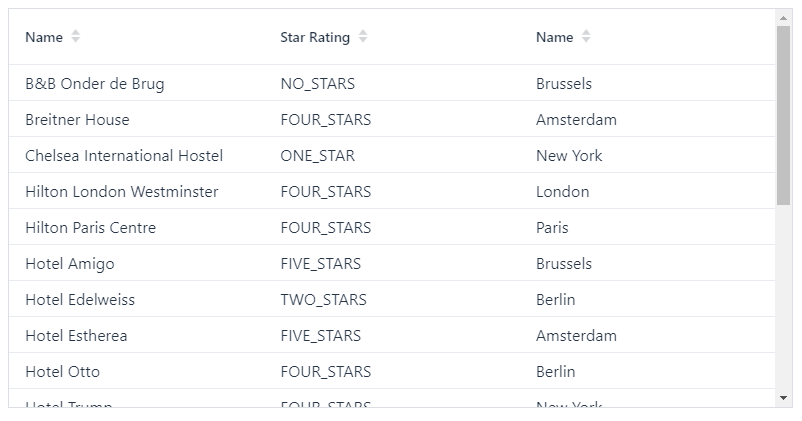 Name Star Rating Name
B&B Onder de Brug NO_STARS Brussels
Breitner House FOUR_STARS Amsterdam
Chelsea International Hostel ONE_STAR New York
Hilton London Westminster FOUR_STARS London
Hilton Paris Centre FOUR_STARS Paris
Hotel Amigo FIVE_STARS Brussels
Hotel Edelweiss TWO_STARS Berlin
Hotel Estherea FIVE_STARS Amsterdam
Hotel Otto FOUR_STARS Berlin
Hotel Trump FOUR_STARS New York